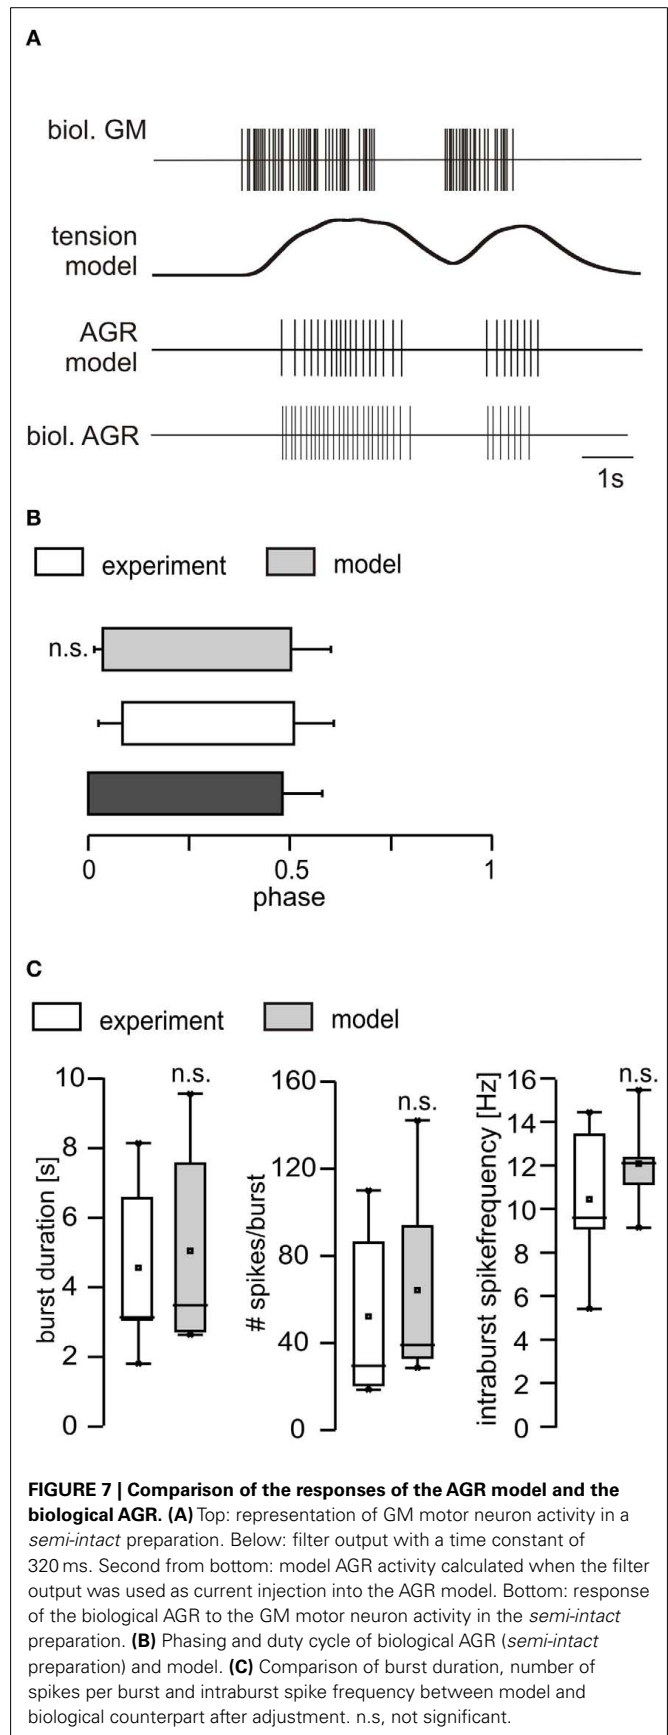 A
biol. GM
tension
model
AGR
model
biol. AGR
1s
B
experiment
model
n.s.
0
0.5
1
phase
C
experiment
model
burst duration [s]
10
8
6
4
2
0
n.s.
# spikes/burst
160
120
80
40
0
n.s.
intraburst spikefrequency [Hz]
16
14
12
10
8
6
4
2
0
n.s.
FIGURE 7 | Comparison of the responses of the AGR model and the
biological AGR. (A) Top: representation of GM motor neuron activity in a
semi-intact preparation. Below: filter output with a time constant of
320 ms. Second from bottom: model AGR activity calculated when the filter
output was used as current injection into the AGR model. Bottom: response
of the biological AGR to the GM motor neuron activity in the semi-intact
preparation. (B) Phasing and duty cycle of biological AGR (semi-intact
preparation) and model. (C) Comparison of burst duration, number of
spikes per burst and intraburst spike frequency between model and
biological counterpart after adjustment. n.s, not significant.